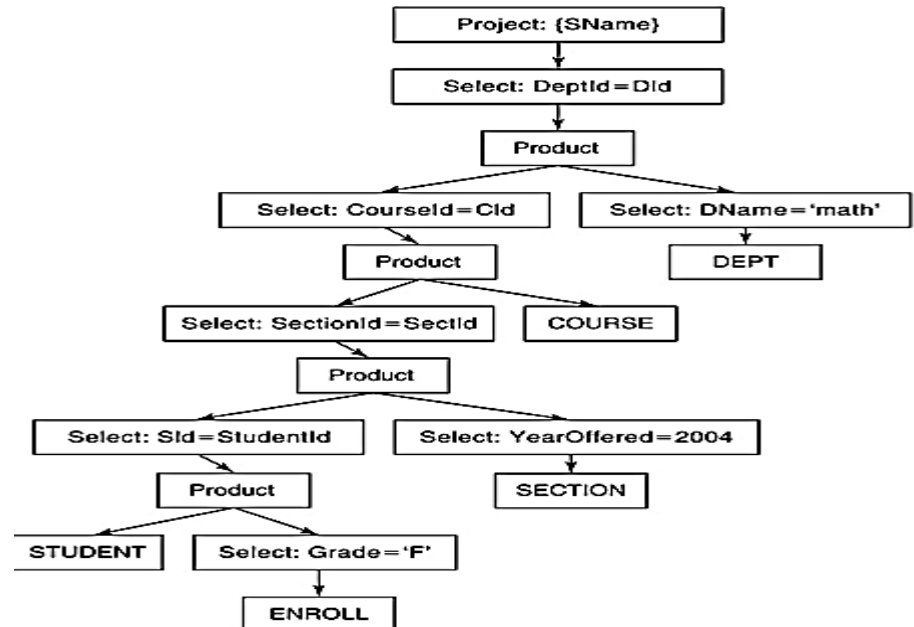 Project: {SName}
Select: DeptId=DId
Product
Select: CourseId=CId
Select: DName='math'
Product
DEPT
Select: SectionId=SectId
COURSE
Product
Select: SId=StudentId
Select: YearOffered=2004
Product
SECTION
STUDENT
Select: Grade='F'
ENROLL